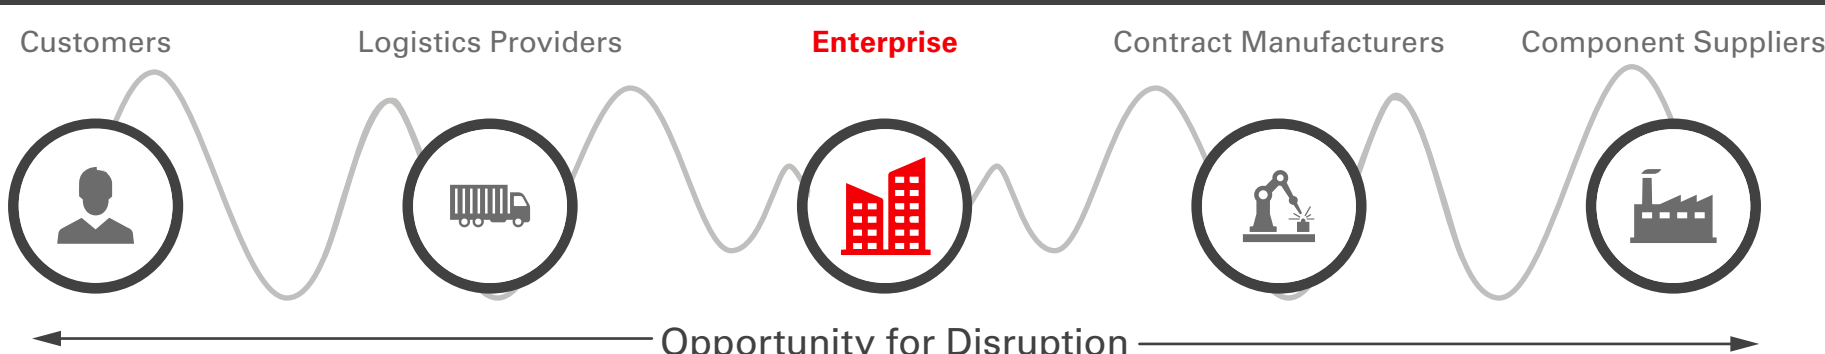 Customers
Logistics Providers
Enterprise
Contract Manufacturers
Component Suppliers
Opportunity for Disruption